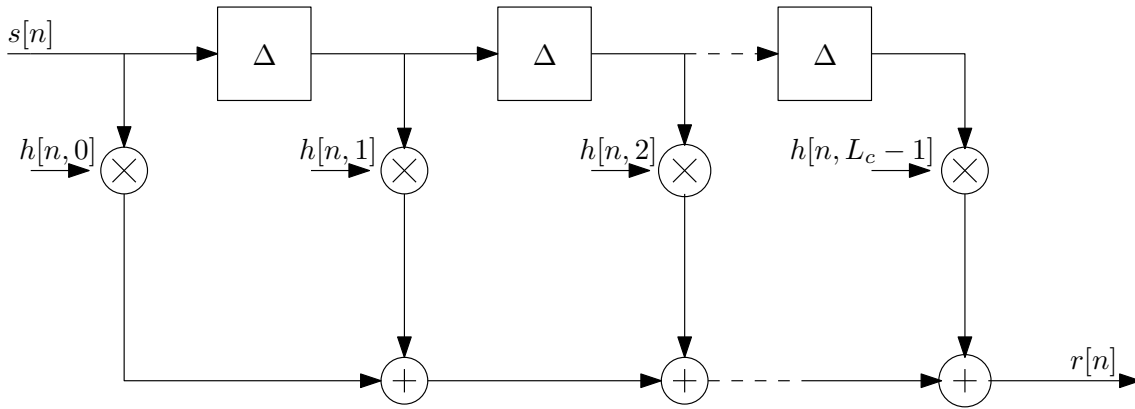 s[n]
Δ
Δ
Δ
h[n, 0]
h[n, 1]
h[n, 2]
h[n, L_c − 1]
×
×
×
×
+
+
+
r[n]